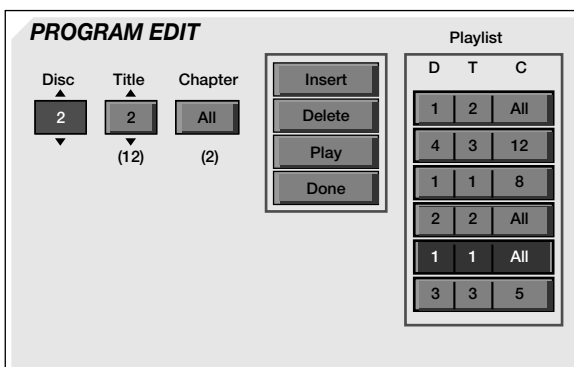 PROGRAM EDIT
Disc Title Chapter
2 2 All
(12) (2)
Insert
Delete
Play
Done
Playlist
D T C
1 2 All
4 3 12
1 1 8
2 2 All
1 1 All
3 3 5